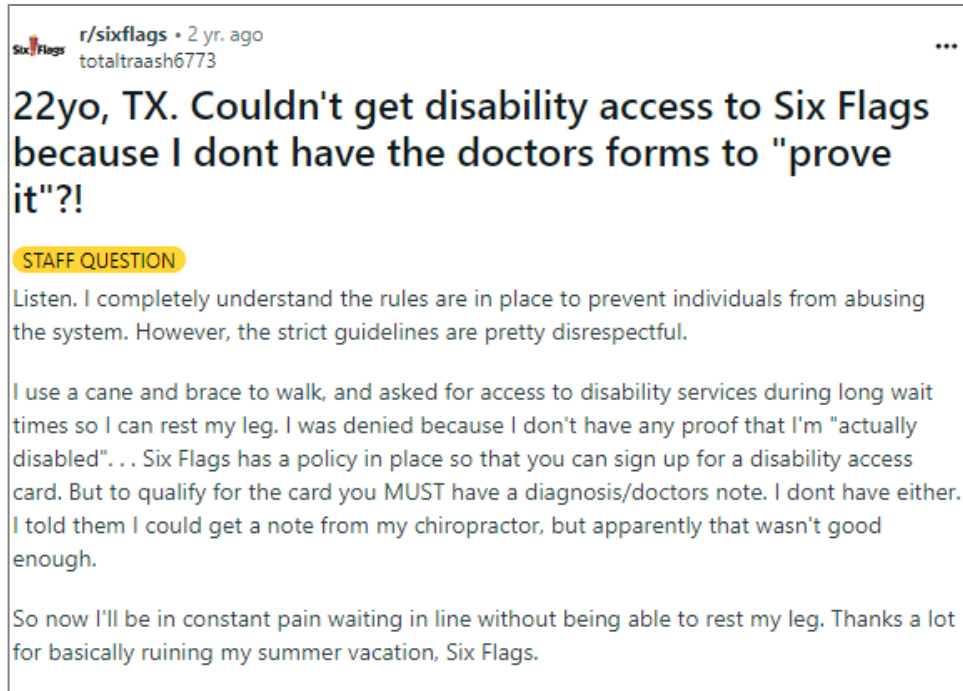 Six Flags
r/sixflags • 2 yr. ago
totaltraash6773
22yo, TX. Couldn't get disability access to Six Flags
because I dont have the doctors forms to "prove
it"?!
STAFF QUESTION
Listen. I completely understand the rules are in place to prevent individuals from abusing
the system. However, the strict guidelines are pretty disrespectful.
I use a cane and brace to walk, and asked for access to disability services during long wait
times so I can rest my leg. I was denied because I don't have any proof that I'm "actually
disabled". . . Six Flags has a policy in place so that you can sign up for a disability access
card. But to qualify for the card you MUST have a diagnosis/doctors note. I dont have either.
I told them I could get a note from my chiropractor, but apparently that wasn't good
enough.
So now I'll be in constant pain waiting in line without being able to rest my leg. Thanks a lot
for basically ruining my summer vacation, Six Flags.